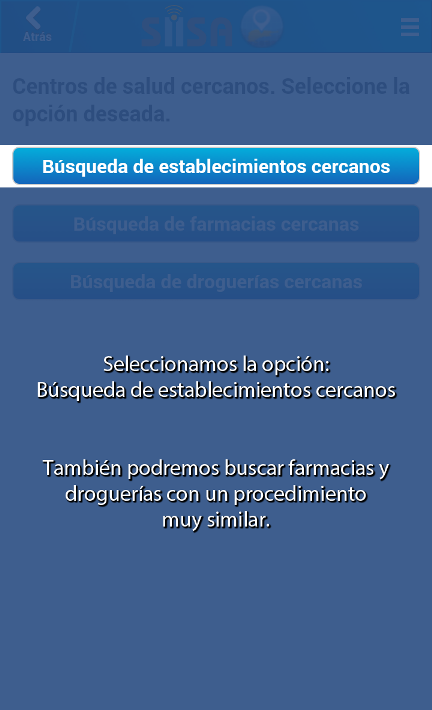 Atrás
SIISA
Centros de salud cercanos. Seleccione la
opción deseada.
Búsqueda de establecimientos cercanos
Búsqueda de farmacias cercanas
Búsqueda de droguerías cercanas
Seleccionamos la opción:
Búsqueda de establecimientos cercanos
También podremos buscar farmacias y
droguerías con un procedimiento
muy similar.